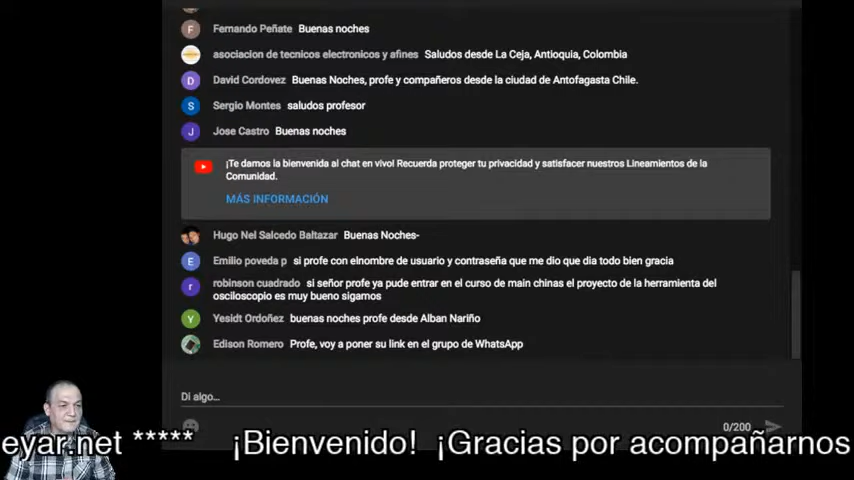 F Fernando Peñate Buenas noches
asociacion de tecnicos electronicos y afines Saludos desde La Ceja, Antioquia, Colombia
D David Cordovez Buenas Noches, profe y compañeros desde la ciudad de Antofagasta Chile.
S Sergio Montes saludos profesor
J Jose Castro Buenas noches
¡Te damos la bienvenida al chat en vivo! Recuerda proteger tu privacidad y satisfacer nuestros Lineamientos de la
Comunidad.
MÁS INFORMACIÓN
Hugo Nel Salcedo Baltazar Buenas Noches-
E Emilio poveda p si profe con elnombre de usuario y contraseña que me dio que dia todo bien gracia
r robinson cuadrado si señor profe ya pude entrar en el curso de main chinas el proyecto de la herramienta del
osciloscopio es muy bueno sigamos
Y Yesidt Ordoñez buenas noches profe desde Alban Nariño
Edison Romero Profe, voy a poner su link en el grupo de WhatsApp
Di algo...
0/200
eyar.net ***** ¡Bienvenido! ¡Gracias por acompañarnos